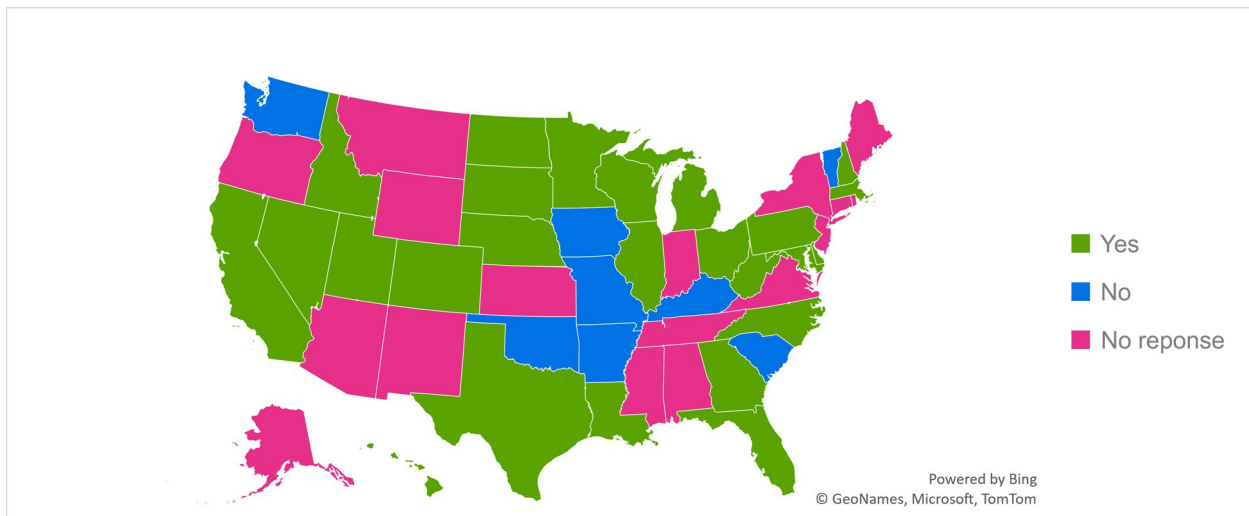 Yes
No
No reponse
Powered by Bing
© GeoNames, Microsoft, TomTom